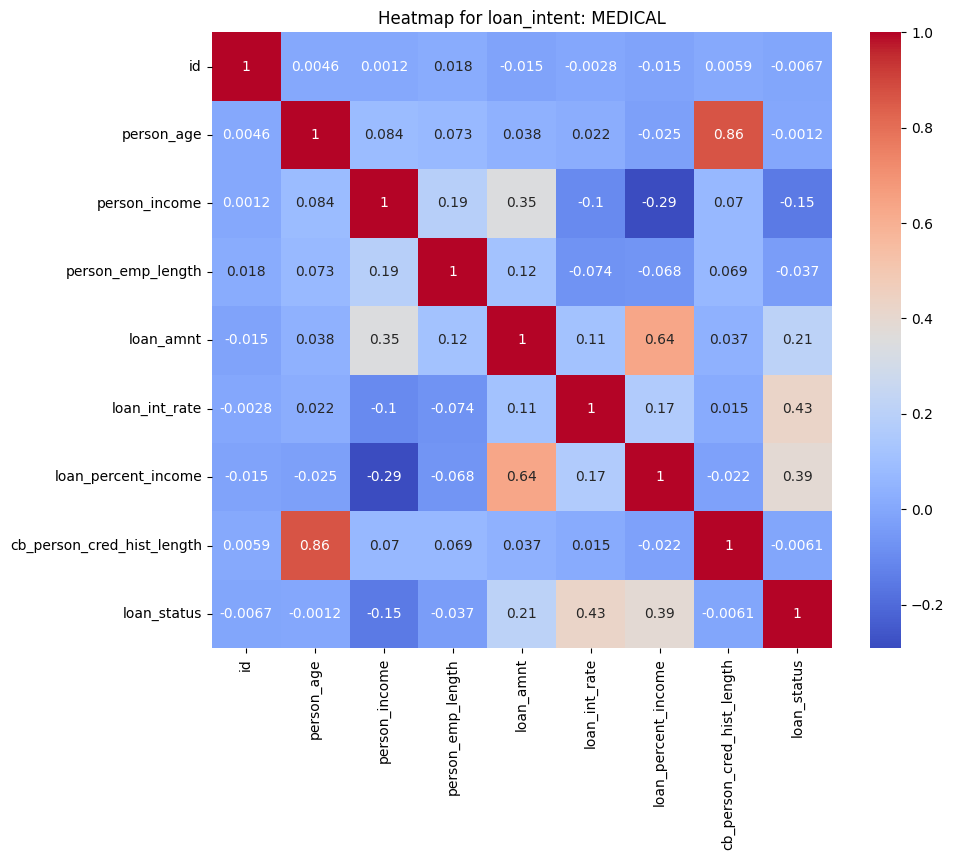 Heatmap for loan_intent: MEDICAL
id 1 0.0046 0.0012 0.018 -0.015 -0.0028 -0.015 0.0059 -0.0067
person_age 0.0046 1 0.084 0.073 0.038 0.022 -0.025 0.86 -0.0012
person_income 0.0012 0.084 1 0.19 0.35 -0.1 -0.29 0.07 -0.15
person_emp_length 0.018 0.073 0.19 1 0.12 -0.074 -0.068 0.069 -0.037
loan_amnt -0.015 0.038 0.35 0.12 1 0.11 0.64 0.037 0.21
loan_int_rate -0.0028 0.022 -0.1 -0.074 0.11 1 0.17 0.015 0.43
loan_percent_income -0.015 -0.025 -0.29 -0.068 0.64 0.17 1 -0.022 0.39
cb_person_cred_hist_length 0.0059 0.86 0.07 0.069 0.037 0.015 -0.022 1 -0.0061
loan_status -0.0067 -0.0012 -0.15 -0.037 0.21 0.43 0.39 -0.0061 1
id
person_age
person_income
person_emp_length
loan_amnt
loan_int_rate
loan_percent_income
cb_person_cred_hist_length
loan_status
1.0
0.8
0.6
0.4
0.2
0.0
−0.2